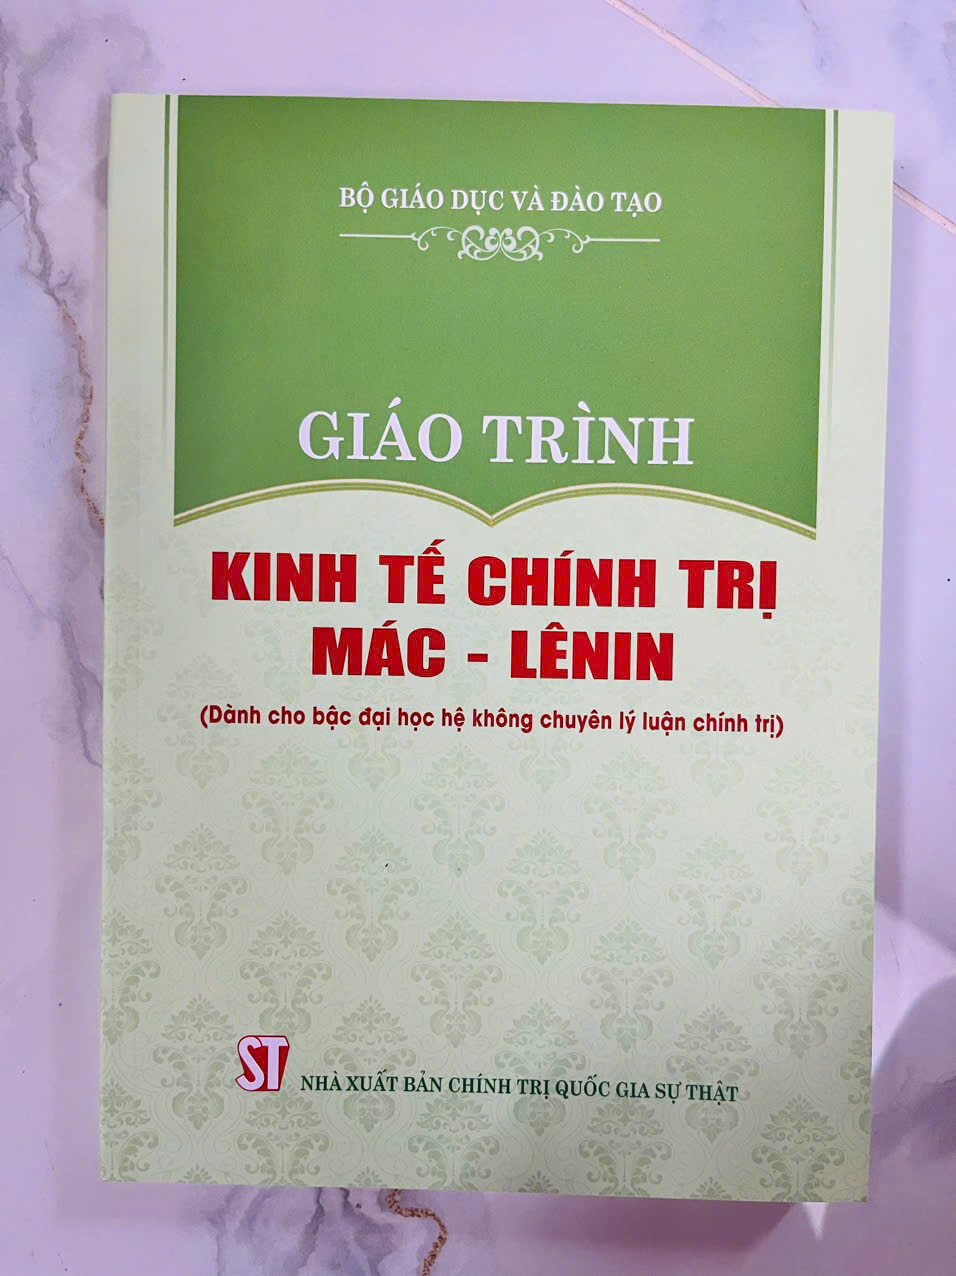 BỘ GIÁO DỤC VÀ ĐÀO TẠO
GIÁO TRÌNH
KINH TẾ CHÍNH TRỊ
MÁC - LÊNIN
(Dành cho bậc đại học hệ không chuyên lý luận chính trị)
ST
NHÀ XUẤT BẢN CHÍNH TRỊ QUỐC GIA SỰ THẬT